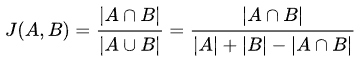 J(A, B) = |A ∩ B| / |A ∪ B| = |A ∩ B| / (|A| + |B| − |A ∩ B|)